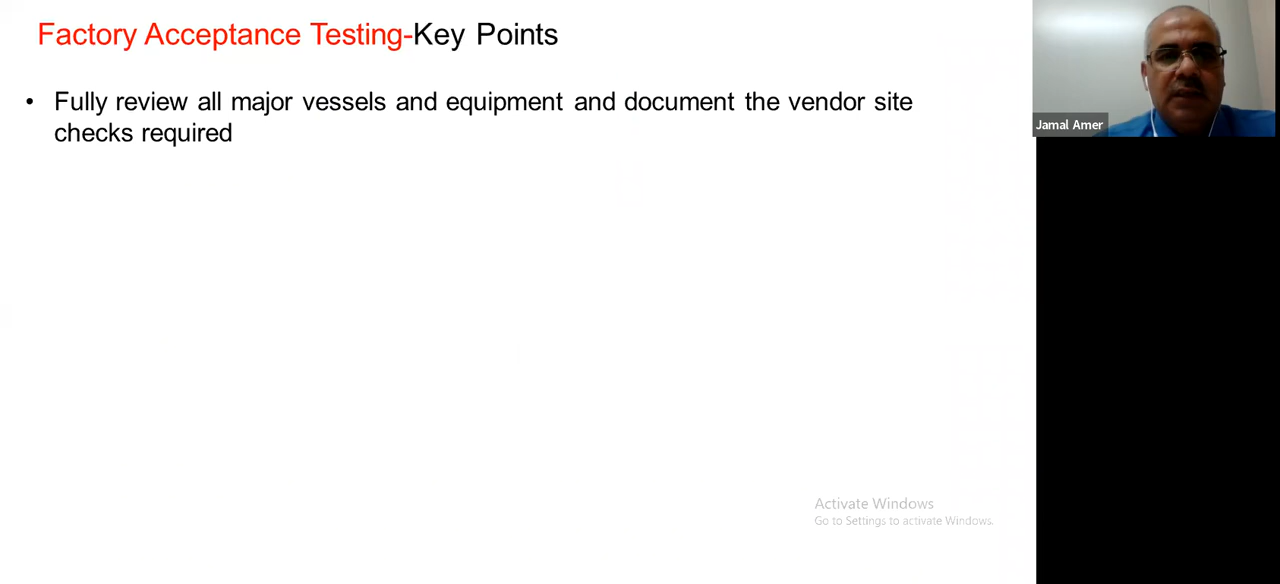 Factory Acceptance Testing-Key Points
• Fully review all major vessels and equipment and document the vendor site
checks required
Jamal Amer
Activate Windows
Go to Settings to activate Windows.